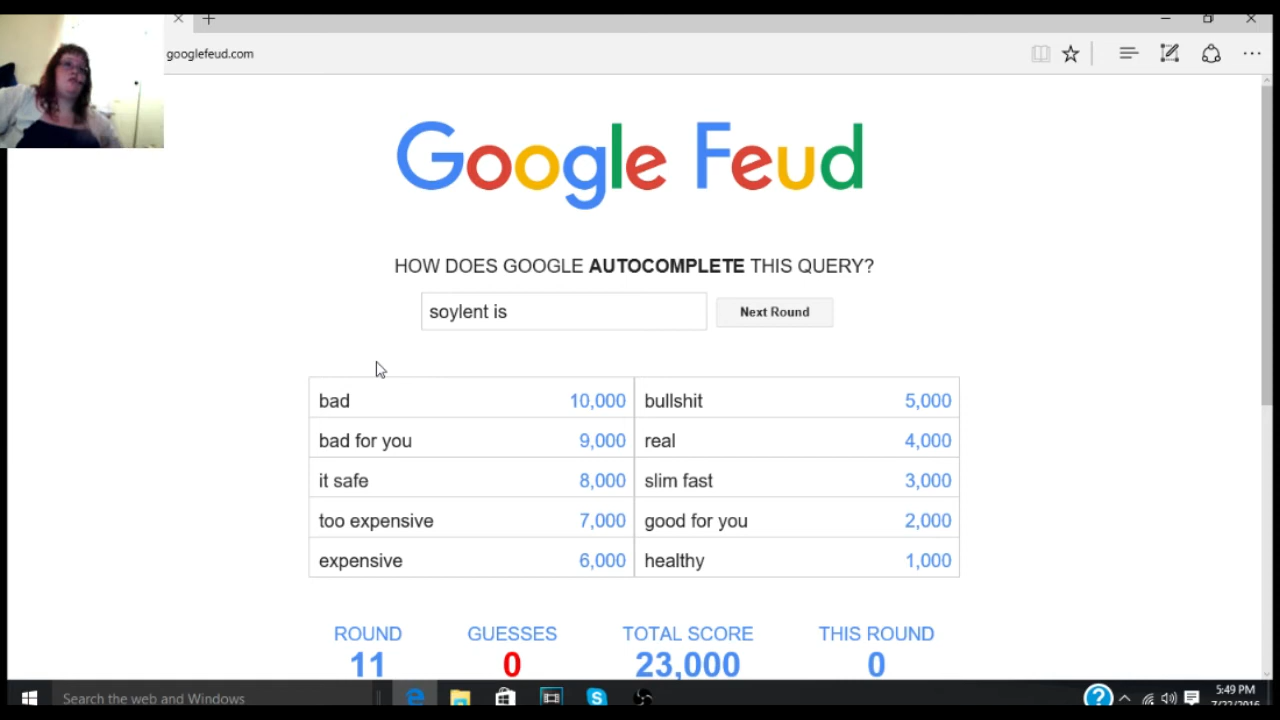 googlefeud.com
Google Feud
HOW DOES GOOGLE AUTOCOMPLETE THIS QUERY?
soylent is
Next Round
bad 10,000 bullshit 5,000
bad for you 9,000 real 4,000
it safe 8,000 slim fast 3,000
too expensive 7,000 good for you 2,000
expensive 6,000 healthy 1,000
ROUND GUESSES TOTAL SCORE THIS ROUND
11 0 23,000 0
Search the web and Windows
5:49 PM
7/22/2016